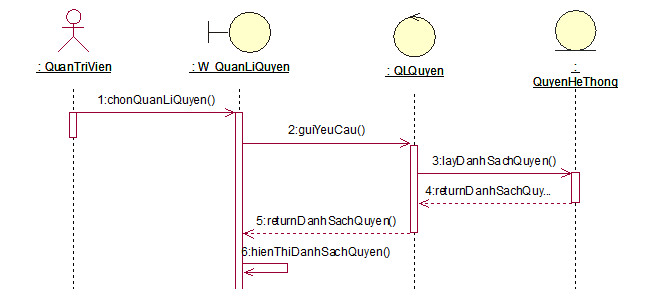 : QuanTriVien
: W_QuanLiQuyen
: QLQuyen
:
QuyenHeThong
1:chonQuanLiQuyen()
2:guiYeuCau()
3:layDanhSachQuyen()
4:returnDanhSachQuy...
5:returnDanhSachQuyen()
6:hienThiDanhSachQuyen()